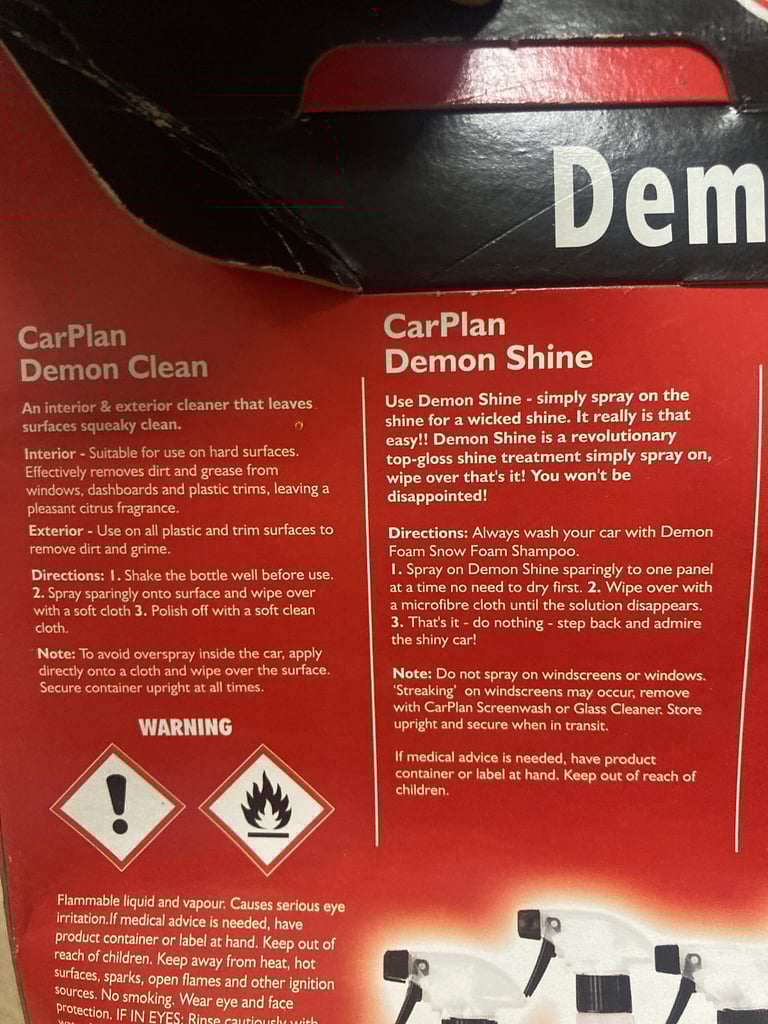 Dem
CarPlan
Demon Clean
An interior & exterior cleaner that leaves
surfaces squeaky clean.
Interior - Suitable for use on hard surfaces.
Effectively removes dirt and grease from
windows, dashboards and plastic trims, leaving a
pleasant citrus fragrance.
Exterior - Use on all plastic and trim surfaces to
remove dirt and grime.
Directions: 1. Shake the bottle well before use.
2. Spray sparingly onto surface and wipe over
with a soft cloth 3. Polish off with a soft clean
cloth.
Note: To avoid overspray inside the car, apply
directly onto a cloth and wipe over the surface.
Secure container upright at all times.
WARNING
Flammable liquid and vapour. Causes serious eye
irritation.If medical advice is needed, have
product container or label at hand. Keep out of
reach of children. Keep away from heat, hot
surfaces, sparks, open flames and other ignition
sources. No smoking. Wear eye and face
protection. IF IN EYES: Rinse cautiously with
CarPlan
Demon Shine
Use Demon Shine - simply spray on the
shine for a wicked shine. It really is that
easy!! Demon Shine is a revolutionary
top-gloss shine treatment simply spray on,
wipe over that's it! You won't be
disappointed!
Directions: Always wash your car with Demon
Foam Snow Foam Shampoo.
1. Spray on Demon Shine sparingly to one panel
at a time no need to dry first. 2. Wipe over with
a microfibre cloth until the solution disappears.
3. That's it - do nothing - step back and admire
the shiny car!
Note: Do not spray on windscreens or windows.
'Streaking' on windscreens may occur, remove
with CarPlan Screenwash or Glass Cleaner. Store
upright and secure when in transit.
If medical advice is needed, have product
container or label at hand. Keep out of reach of
children.